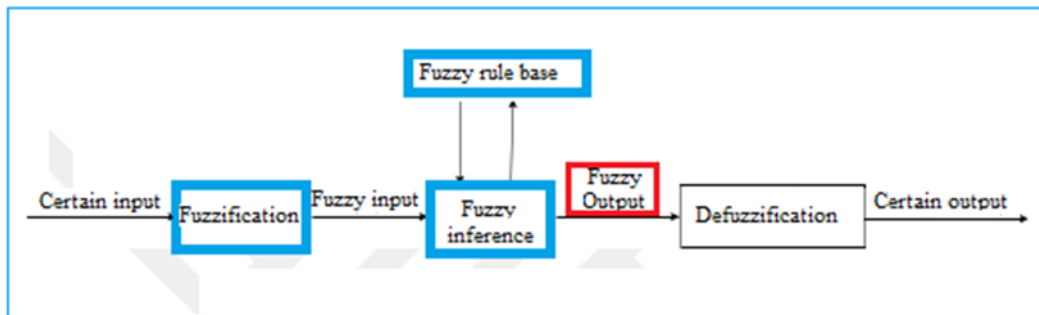 Fuzzy rule base
Certain input
Fuzzification
Fuzzy input
Fuzzy
inference
Fuzzy
Output
Defuzzification
Certain output